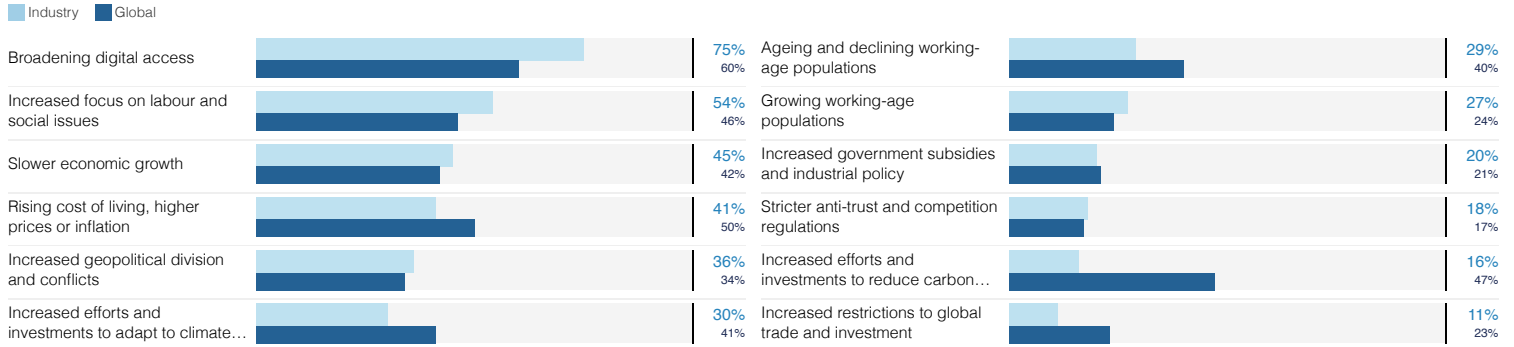 Industry Global
Broadening digital access
75%
60%
Increased focus on labour and
social issues
54%
46%
Slower economic growth
45%
42%
Rising cost of living, higher
prices or inflation
41%
50%
Increased geopolitical division
and conflicts
36%
34%
Increased efforts and
investments to adapt to climate…
30%
41%
Ageing and declining working-
age populations
29%
40%
Growing working-age
populations
27%
24%
Increased government subsidies
and industrial policy
20%
21%
Stricter anti-trust and competition
regulations
18%
17%
Increased efforts and
investments to reduce carbon…
16%
47%
Increased restrictions to global
trade and investment
11%
23%